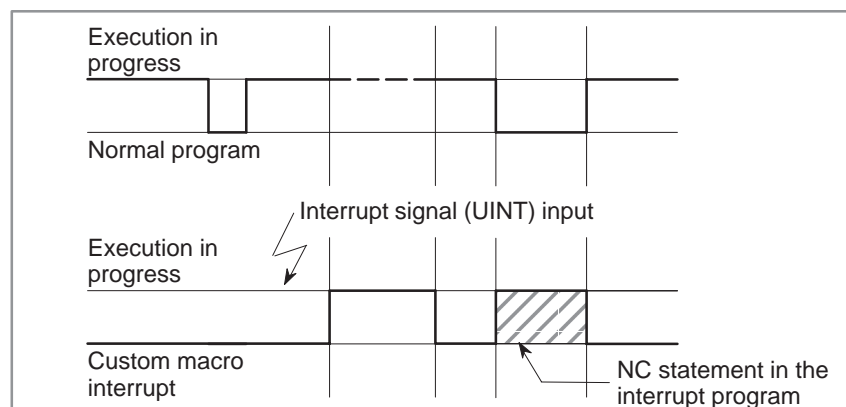 Execution in
progress
Normal program
Interrupt signal (UINT) input
Execution in
progress
Custom macro
interrupt
NC statement in the
interrupt program